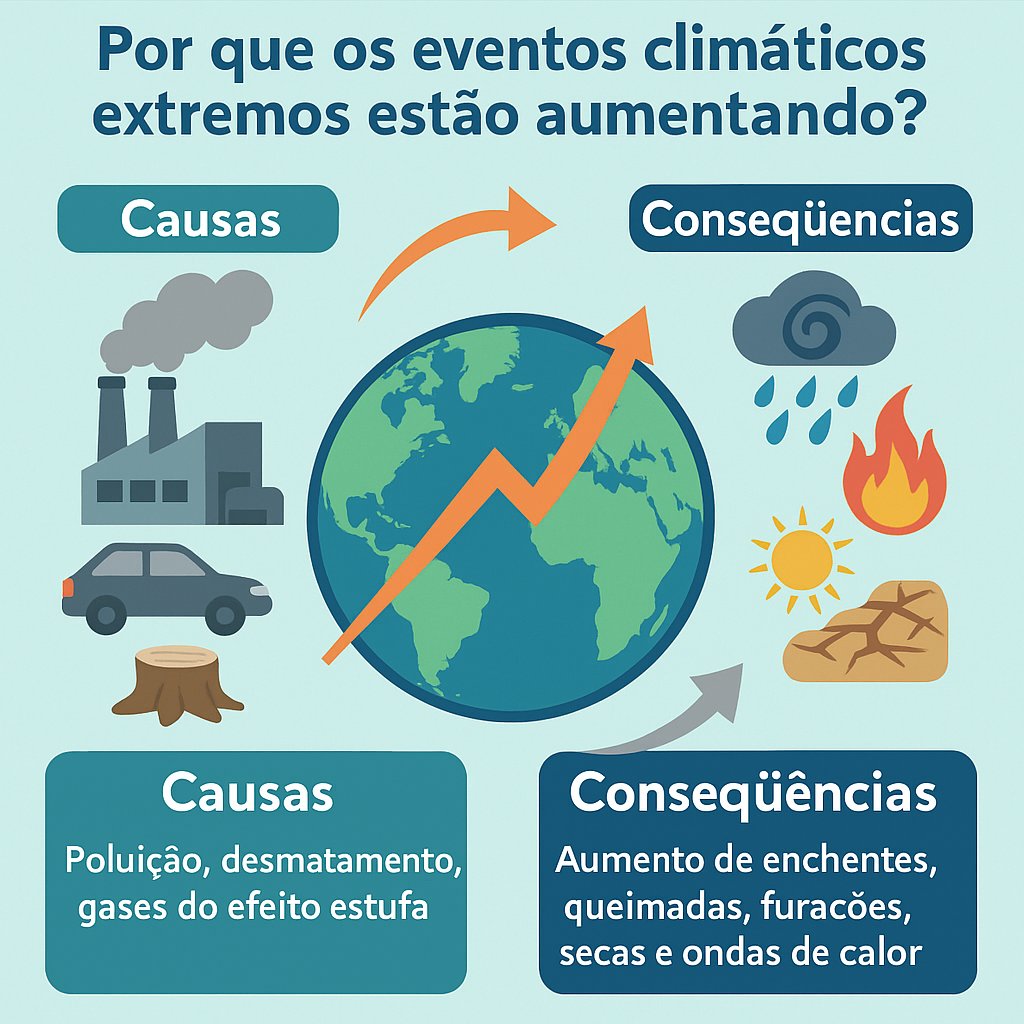 Por que os eventos climáticos
extremos estão aumentando?
Causas
Conseqüencias
Causas
Poluiçâo, desmatamento,
gases do efeito estufa
Conseqüências
Aumento de enchentes,
queimadas, furacões,
secas e ondas de calor